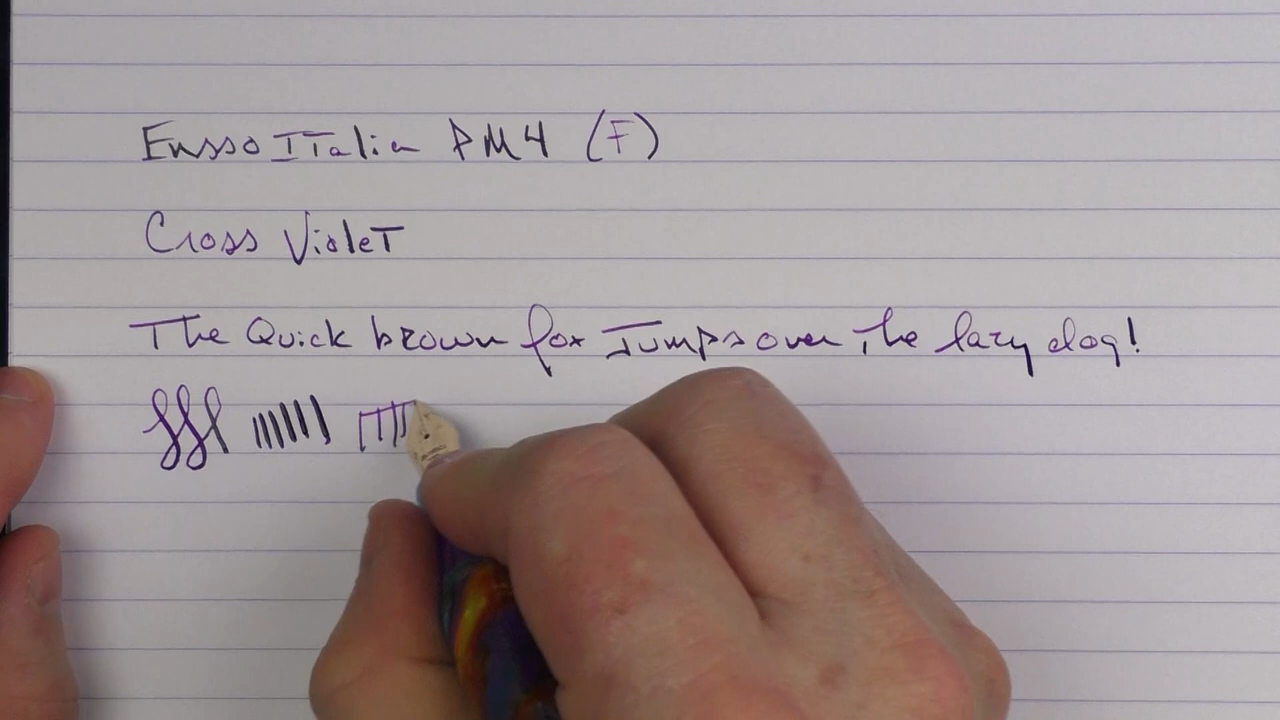 Ensso ITalia PM4 (F)
Cross VioleT
The Quick brown fox Jumps over The lazy dog!